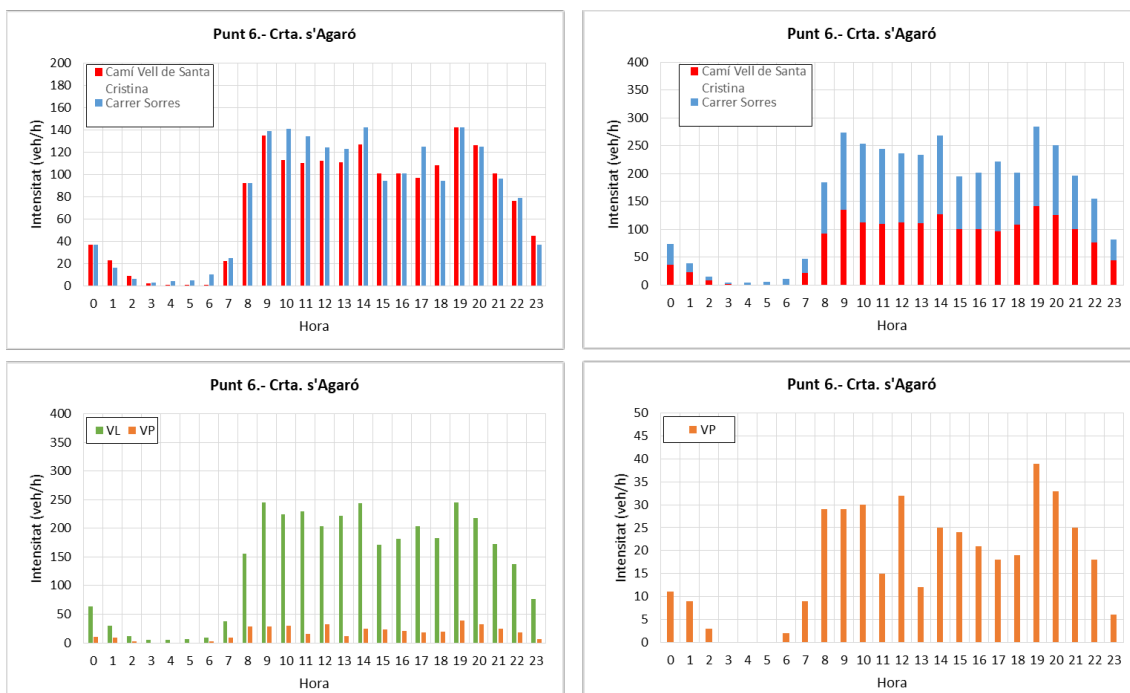 Punt 6.- Crta. s'Agaró
200
180
160
140
120
100
80
60
40
20
0
Intensitat (veh/h)
Camí Vell de Santa
Cristina
Carrer Sorres
0 1 2 3 4 5 6 7 8 9 10 11 12 13 14 15 16 17 18 19 20 21 22 23
Hora
Punt 6.- Crta. s'Agaró
400
350
300
250
200
150
100
50
0
Intensitat (veh/h)
Camí Vell de Santa
Cristina
Carrer Sorres
0 1 2 3 4 5 6 7 8 9 10 11 12 13 14 15 16 17 18 19 20 21 22 23
Hora
Punt 6.- Crta. s'Agaró
400
350
300
250
200
150
100
50
0
Intensitat (veh/h)
VL VP
0 1 2 3 4 5 6 7 8 9 10 11 12 13 14 15 16 17 18 19 20 21 22 23
Hora
Punt 6.- Crta. s'Agaró
50
45
40
35
30
25
20
15
10
5
0
Intensitat (veh/h)
VP
0 1 2 3 4 5 6 7 8 9 10 11 12 13 14 15 16 17 18 19 20 21 22 23
Hora